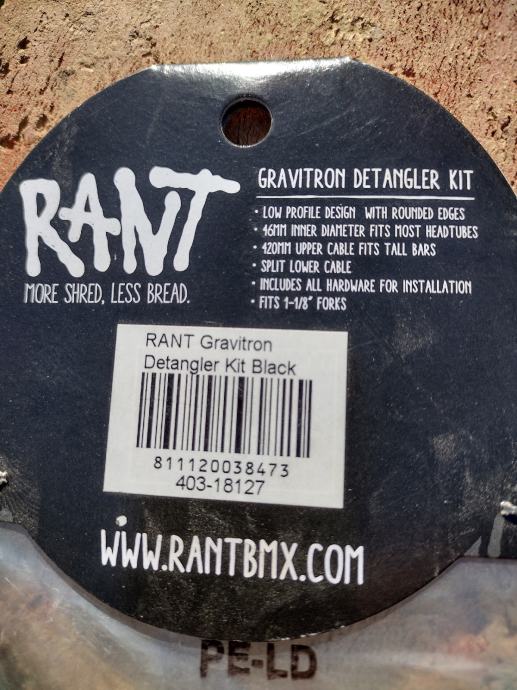 RANT
MORE SHRED, LESS BREAD.
GRAVITRON DETANGLER KIT
• LOW PROFILE DESIGN WITH ROUNDED EDGES
• 46MM INNER DIAMETER FITS MOST HEADTUBES
• 420MM UPPER CABLE FITS TALL BARS
• SPLIT LOWER CABLE
• INCLUDES ALL HARDWARE FOR INSTALLATION
• FITS 1-1/8" FORKS
RANT Gravitron
Detangler Kit Black
811120038473
403-18127
WWW.RANTBMX.COM
PE-LD